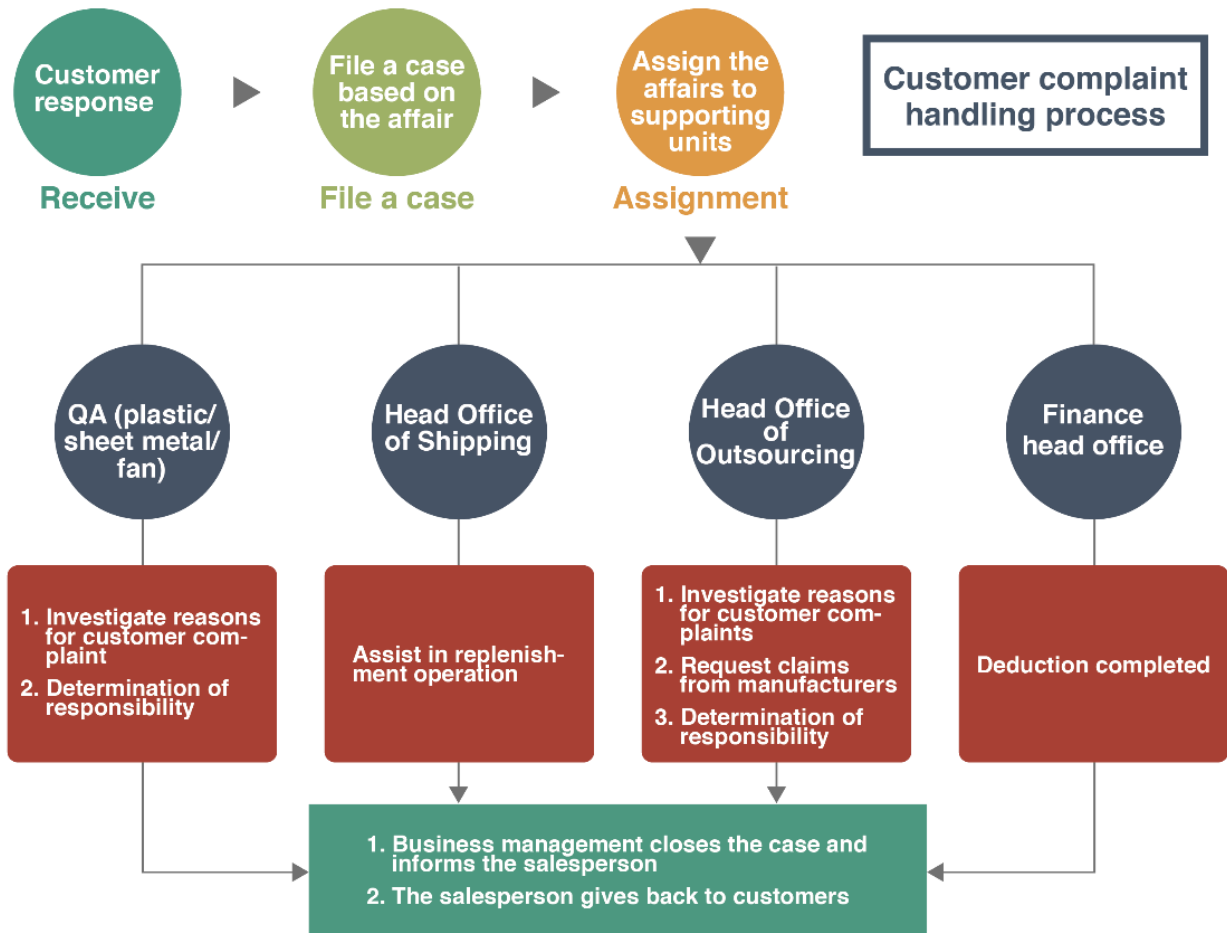 Customer
response
File a case
based on
the affair
Assign the
affairs to
supporting
units
Customer complaint
handling process
Receive
File a case
Assignment
QA (plastic/
sheet metal/
fan)
Head Office
of Shipping
Head Office
of
Outsourcing
Finance
head office
1. Investigate reasons
for customer com-
plaint
2. Determination of
responsibility
Assist in replenish-
ment operation
1. Investigate reasons
for customer com-
plaints
2. Request claims
from manufacturers
3. Determination of
responsibility
Deduction completed
1. Business management closes the case and
informs the salesperson
2. The salesperson gives back to customers